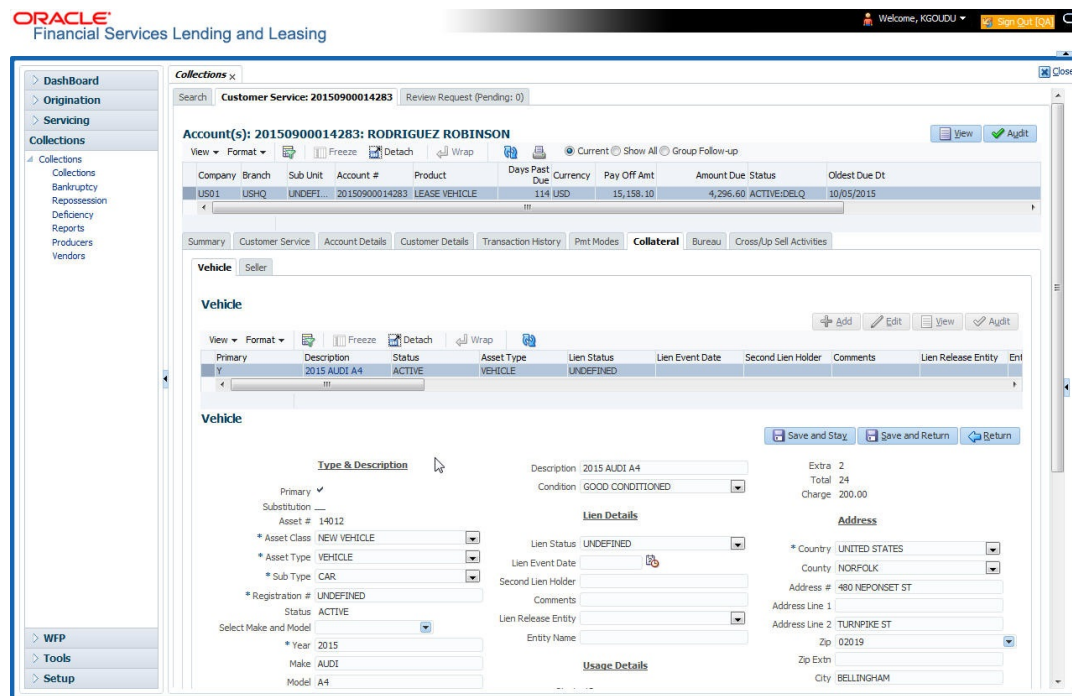 ORACLE
Financial Services Lending and Leasing
Welcome, KGOUDU
Sign Out [QA]
Close
DashBoard
Origination
Servicing
Collections
Collections
Collections
Bankruptcy
Repossession
Deficiency
Reports
Producers
Vendors
WFP
Tools
Setup
Collections x
Search Customer Service: 20150900014283 Review Request (Pending: 0)
Account(s): 20150900014283: RODRIGUEZ ROBINSON
View Audit
View Format Freeze Detach Wrap Current Show All Group Follow-up
Company Branch Sub Unit Account # Product Days Past Due Currency Pay Off Amt Amount Due Status Oldest Due Dt
US01 USHQ UNDEFI... 20150900014283 LEASE VEHICLE 114 USD 15,158.10 4,296.60 ACTIVE:DELQ 10/05/2015
Summary Customer Service Account Details Customer Details Transaction History Pmt Modes Collateral Bureau Cross/Up Sell Activities
Vehicle Seller
Vehicle
Add Edit View Audit
View Format Freeze Detach Wrap
Primary Description Status Asset Type Lien Status Lien Event Date Second Lien Holder Comments Lien Release Entity Ent
Y 2015 AUDI A4 ACTIVE VEHICLE UNDEFINED
Vehicle
Save and Stay Save and Return Return
Type & Description
Primary
Substitution
Asset # 14012
* Asset Class NEW VEHICLE
* Asset Type VEHICLE
* Sub Type CAR
* Registration # UNDEFINED
Status ACTIVE
Select Make and Model
* Year 2015
Make AUDI
Model A4
Description 2015 AUDI A4
Condition GOOD CONDITIONED
Lien Details
Lien Status UNDEFINED
Lien Event Date
Second Lien Holder
Comments
Lien Release Entity
Entity Name
Usage Details
Extra 2
Total 24
Charge 200.00
Address
* Country UNITED STATES
County NORFOLK
Address # 480 NEPONSET ST
Address Line 1
Address Line 2 TURNPIKE ST
Zip 02019
Zip Extn
City BELLINGHAM